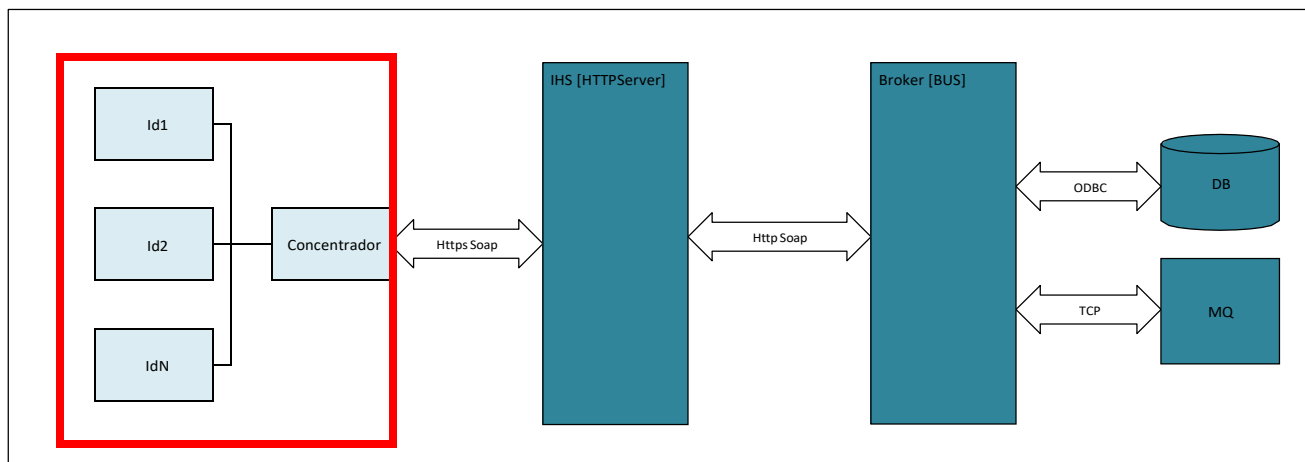 IHS [HTTPServer]
Broker [BUS]
Id1
Id2
IdN
Concentrador
Https Soap
Http Soap
ODBC
DB
TCP
MQ